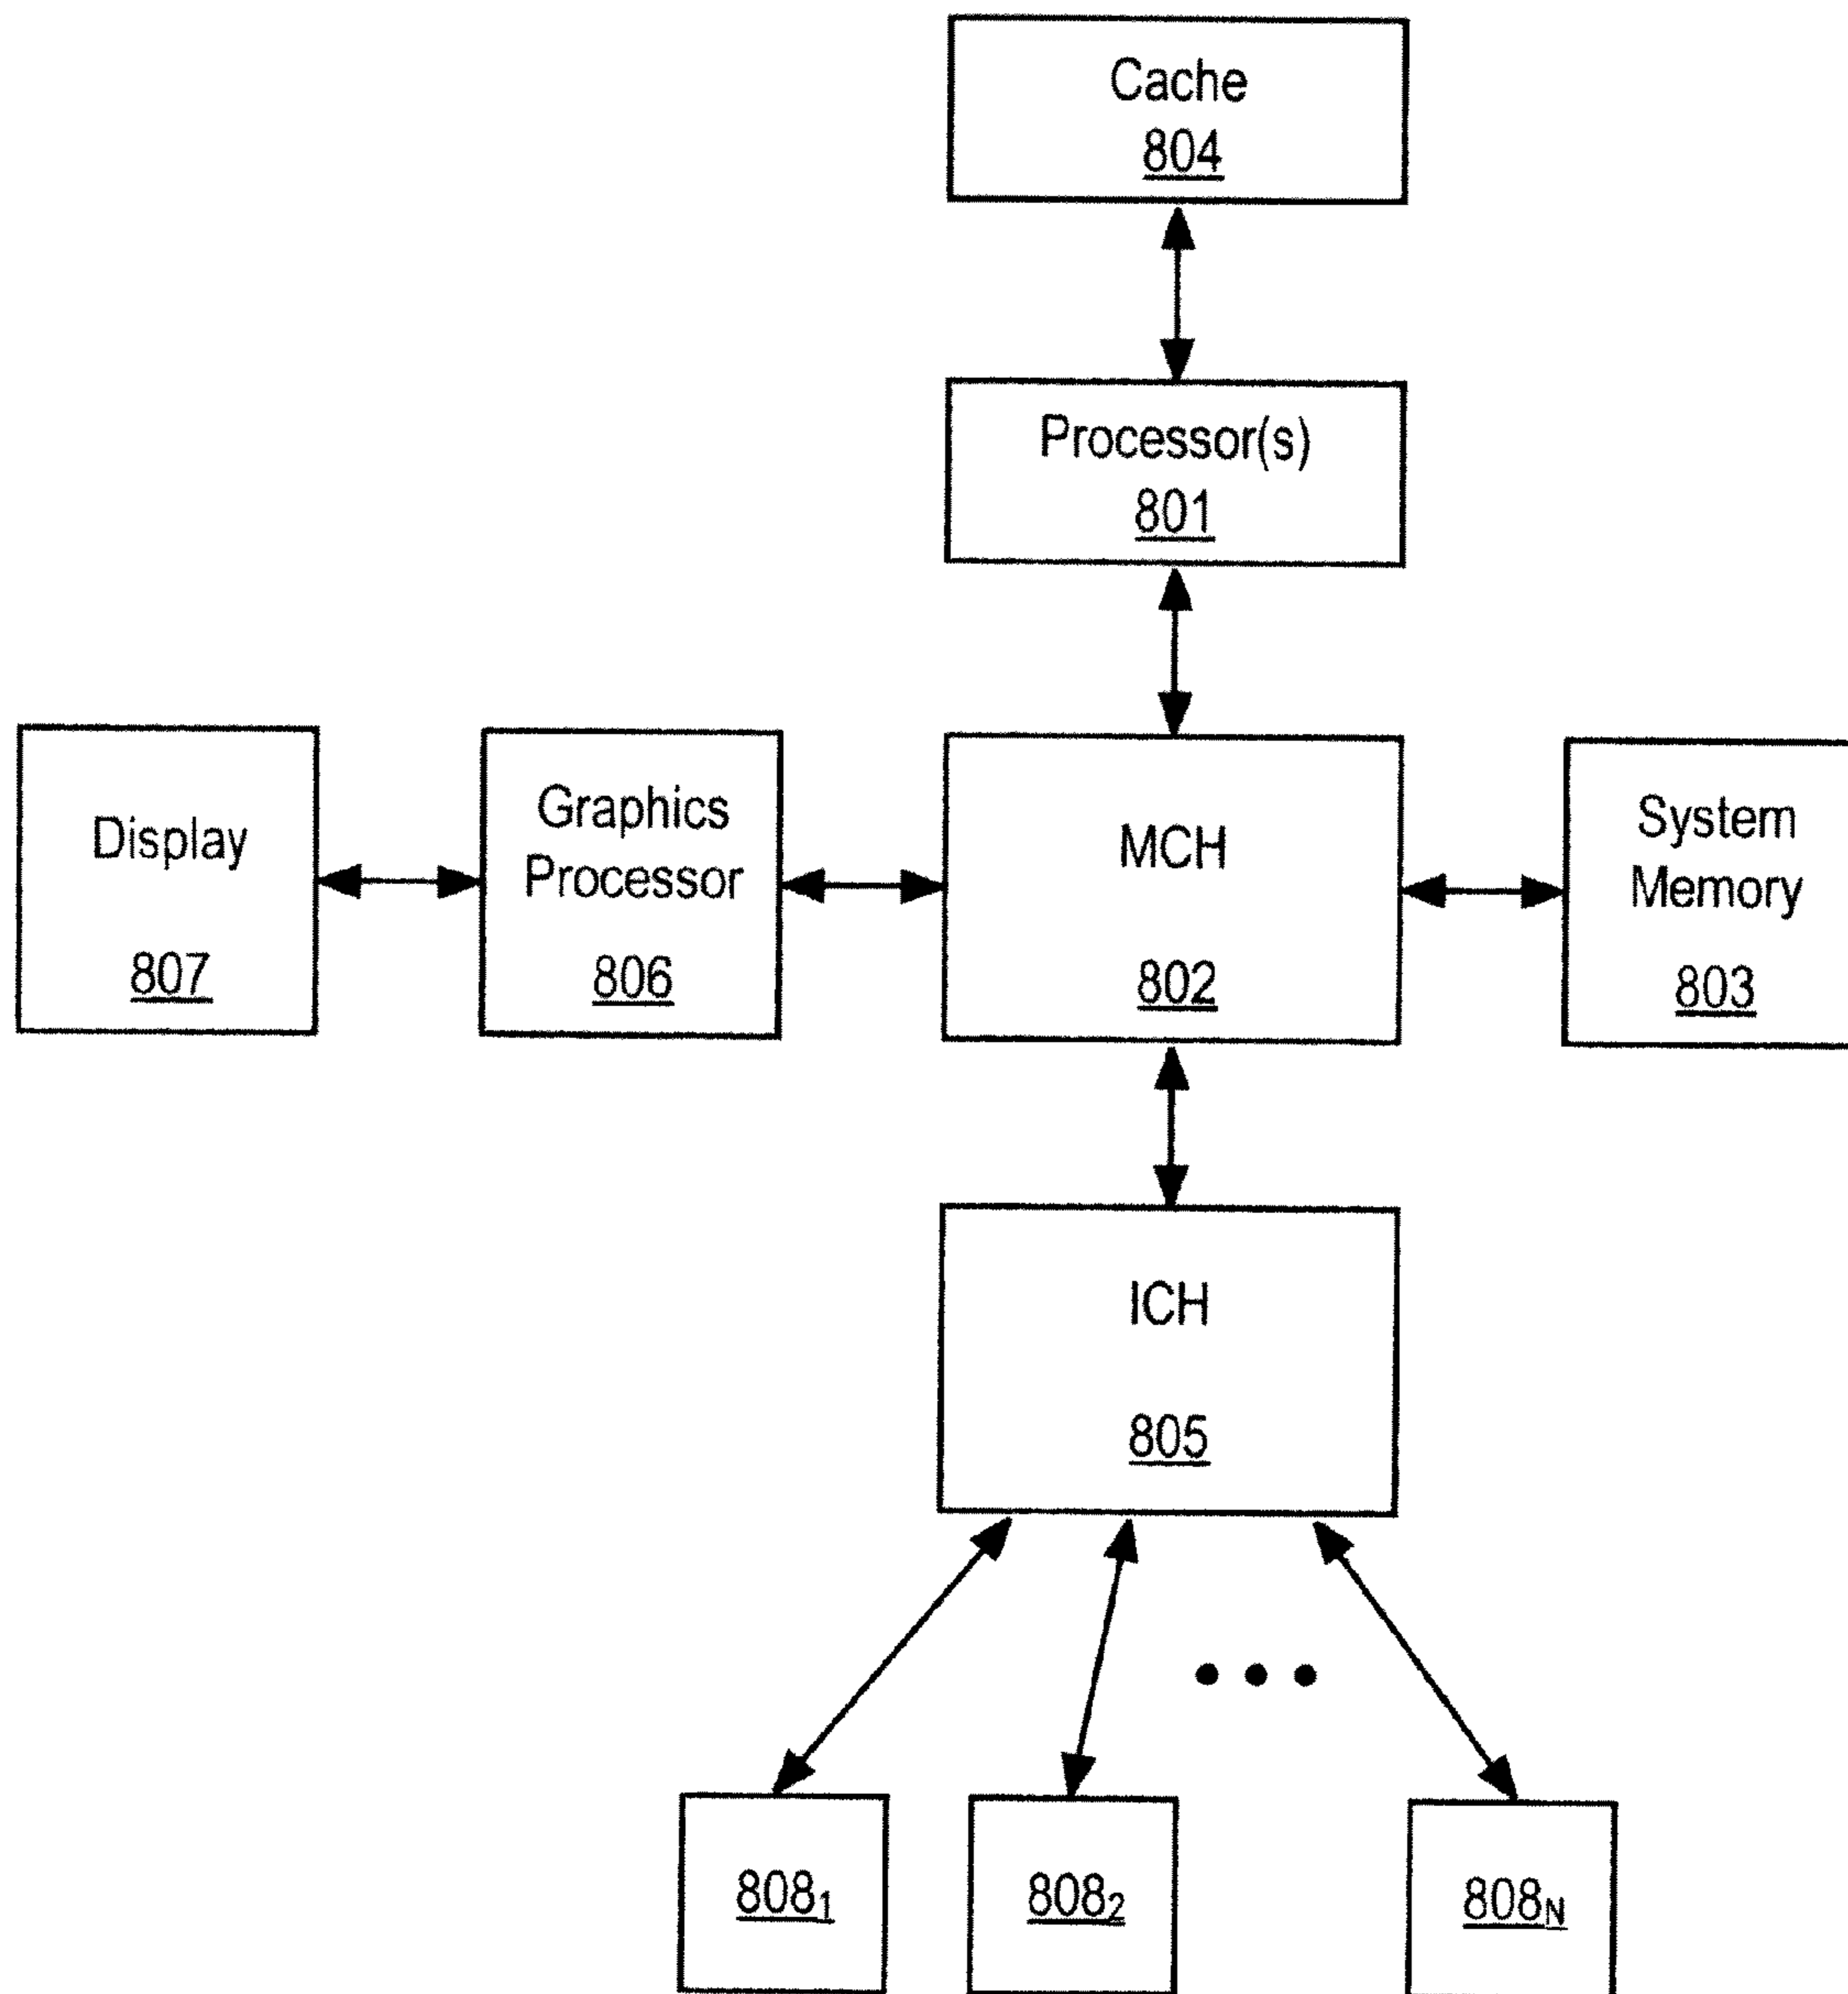 Cache
804
Processor(s)
801
Display
807
Graphics
Processor
806
MCH
802
System
Memory
803
ICH
805
808₁
808₂
808N